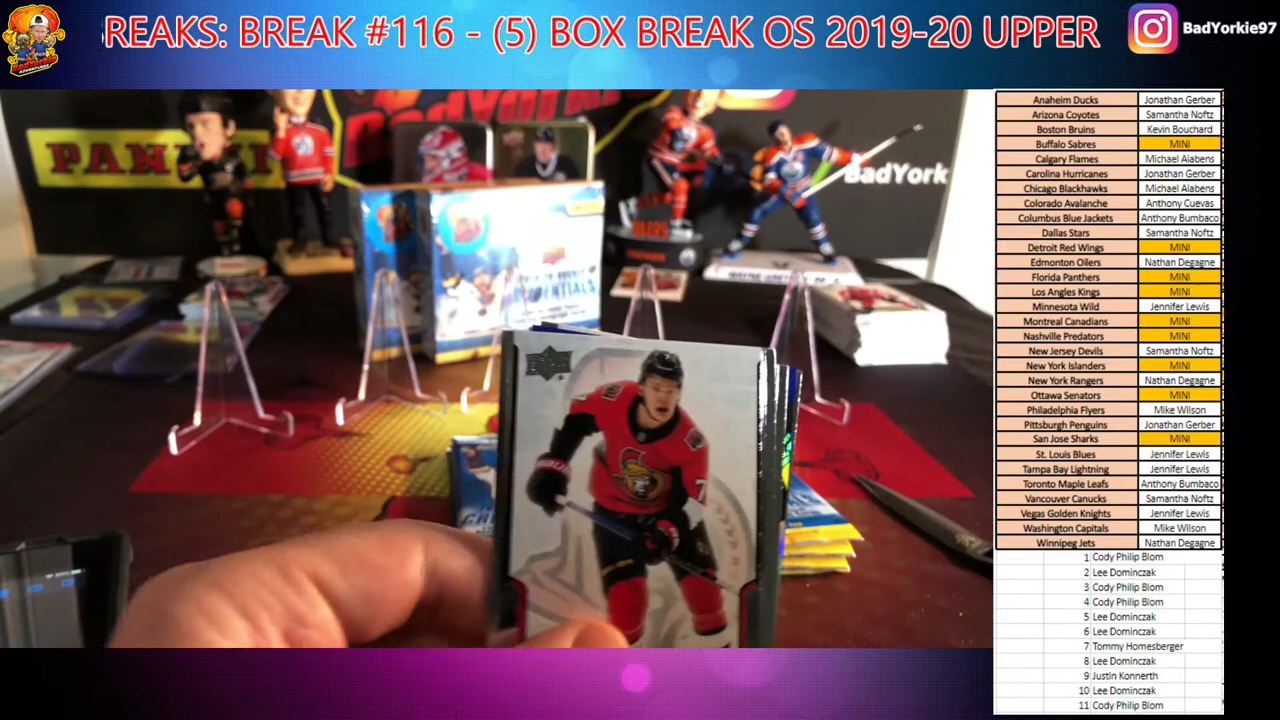 REAKS: BREAK #116 - (5) BOX BREAK OS 2019-20 UPPER
BadYorkie97
PANINI
BadYork
Anaheim Ducks Jonathan Gerber
Arizona Coyotes Samantha Noftz
Boston Bruins Kevin Bouchard
Buffalo Sabres MINI
Calgary Flames Michael Aiabens
Carolina Hurricanes Jonathan Gerber
Chicago Blackhawks Michael Aiabens
Colorado Avalanche Anthony Cuevas
Columbus Blue Jackets Anthony Bumbaco
Dallas Stars Samantha Noftz
Detroit Red Wings MINI
Edmonton Oilers Nathan Degagne
Florida Panthers MINI
Los Angles Kings MINI
Minnesota Wild Jennifer Lewis
Montreal Canadians MINI
Nashville Predators MINI
New Jersey Devils Samantha Noftz
New York Islanders MINI
New York Rangers Nathan Degagne
Ottawa Senators MINI
Philadelphia Flyers Mike Wilson
Pittsburgh Penguins Jonathan Gerber
San Jose Sharks MINI
St. Louis Blues Jennifer Lewis
Tampa Bay Lightning Jennifer Lewis
Toronto Maple Leafs Anthony Bumbaco
Vancouver Canucks Samantha Noftz
Vegas Golden Knights Jennifer Lewis
Washington Capitals Mike Wilson
Winnipeg Jets Nathan Degagne
1 Cody Philip Blom
2 Lee Dominczak
3 Cody Philip Blom
4 Cody Philip Blom
5 Lee Dominczak
6 Lee Dominczak
7 Tommy Homesberger
8 Lee Dominczak
9 Justin Konnerth
10 Lee Dominczak
11 Cody Philip Blom